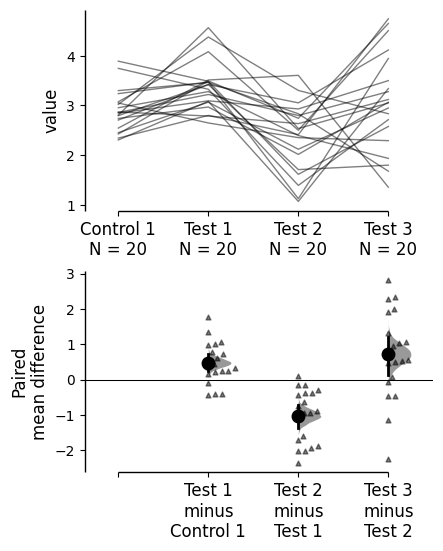 4
3
2
1
value
Control 1 Test 1 Test 2 Test 3
N = 20 N = 20 N = 20 N = 20
3
2
1
0
−1
−2
Paired
mean difference
Test 1 Test 2 Test 3
minus minus minus
Control 1 Test 1 Test 2